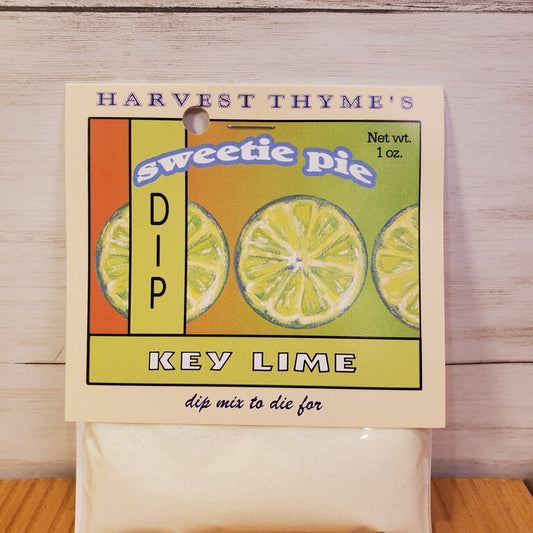 HARVEST THYME'S
Net wt.
1 oz.
sweetie pie
DIP
KEY LIME
dip mix to die for